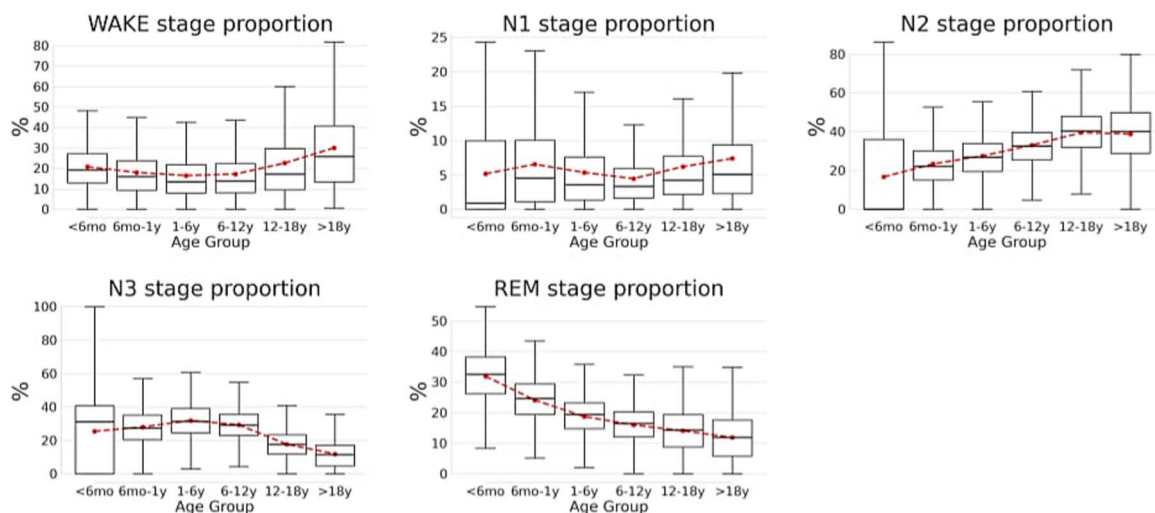 WAKE stage proportion
%
80
70
60
50
40
30
20
10
0
<6mo 6mo-1y 1-6y 6-12y 12-18y >18y
Age Group
N1 stage proportion
%
25
20
15
10
5
0
<6mo 6mo-1y 1-6y 6-12y 12-18y >18y
Age Group
N2 stage proportion
%
80
60
40
20
0
<6mo 6mo-1y 1-6y 6-12y 12-18y >18y
Age Group
N3 stage proportion
%
100
80
60
40
20
0
<6mo 6mo-1y 1-6y 6-12y 12-18y >18y
Age Group
REM stage proportion
%
50
40
30
20
10
0
<6mo 6mo-1y 1-6y 6-12y 12-18y >18y
Age Group